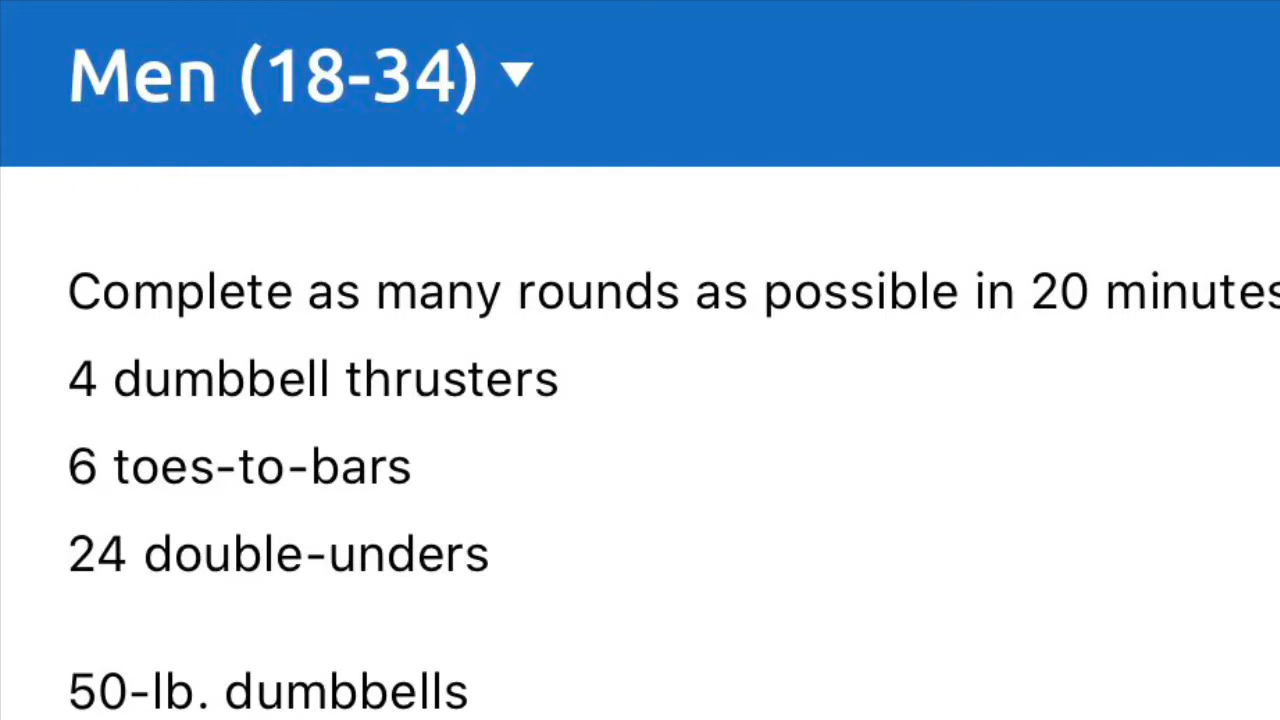 Men (18-34)
Complete as many rounds as possible in 20 minutes
4 dumbbell thrusters
6 toes-to-bars
24 double-unders
50-lb. dumbbells